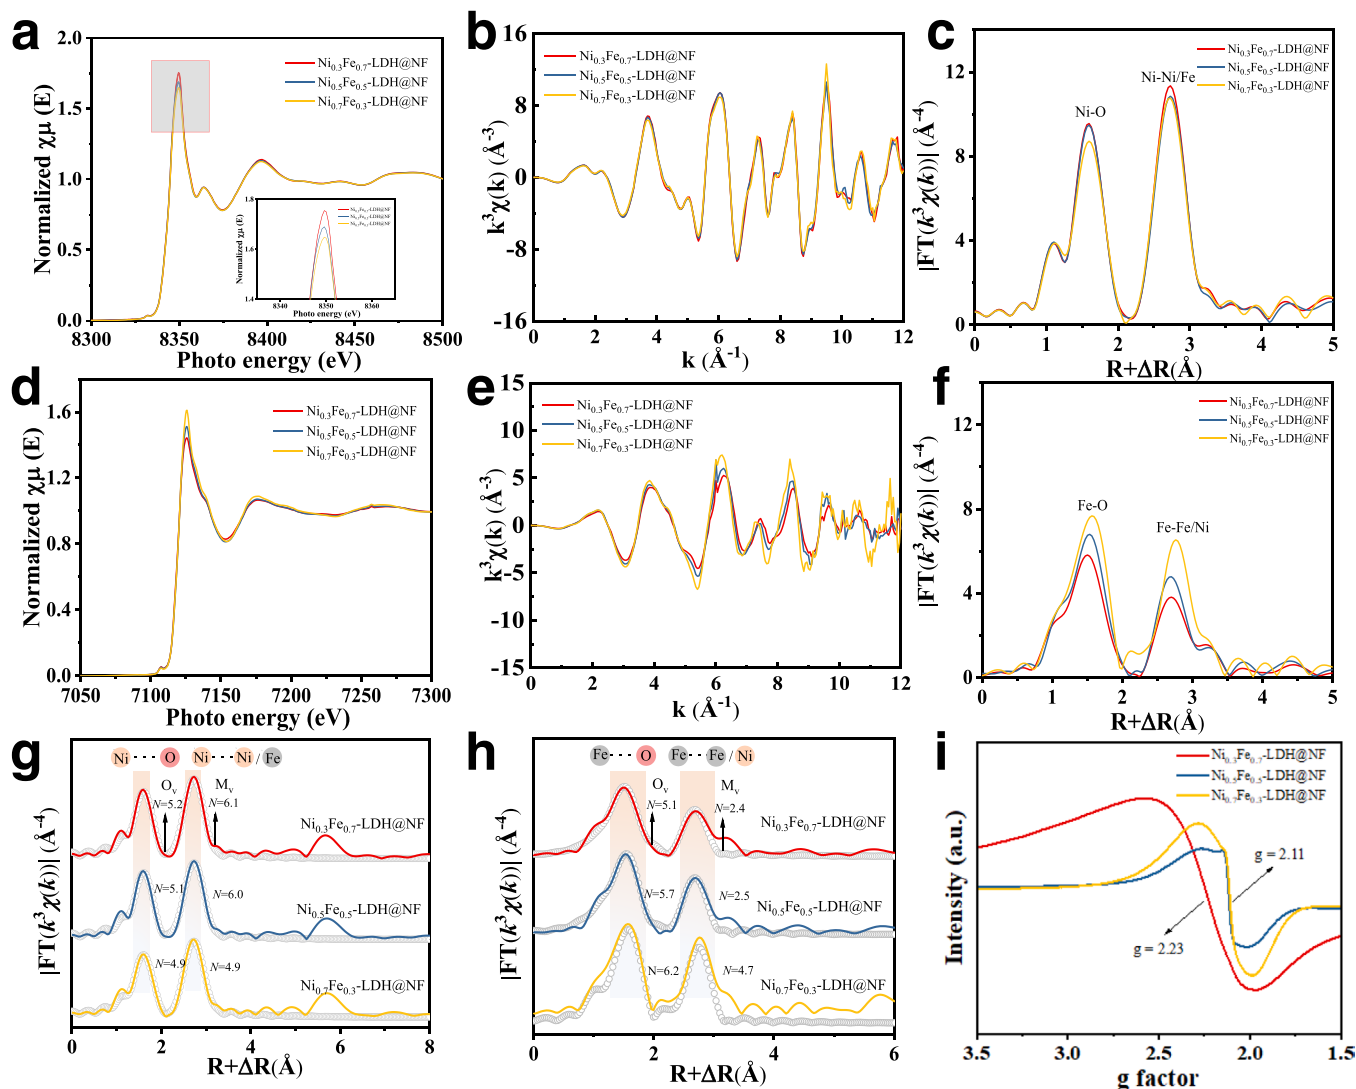 a
2.0
1.5
1.0
0.5
0.0
8300
8350
8400
8450
8500
Normalized χμ (E)
Photo energy (eV)
Ni0.3Fe0.7-LDH@NF
Ni0.5Fe0.5-LDH@NF
Ni0.7Fe0.3-LDH@NF
1.8
1.6
1.4
8340
8350
8360
Normalized χμ (E)
Photo energy (eV)
b
16
8
0
-8
-16
0
2
4
6
8
10
12
k³χ(k) (Å⁻³)
k (Å⁻¹)
Ni0.3Fe0.7-LDH@NF
Ni0.5Fe0.5-LDH@NF
Ni0.7Fe0.3-LDH@NF
c
12
8
4
0
0
1
2
3
4
5
|FT(k³χ(k))| (Å⁻⁴)
R+ΔR(Å)
Ni-O
Ni-Ni/Fe
Ni0.3Fe0.7-LDH@NF
Ni0.5Fe0.5-LDH@NF
Ni0.7Fe0.3-LDH@NF
d
1.6
1.2
0.8
0.4
0.0
7050
7100
7150
7200
7250
7300
Normalized χμ (E)
Photo energy (eV)
Ni0.3Fe0.7-LDH@NF
Ni0.5Fe0.5-LDH@NF
Ni0.7Fe0.3-LDH@NF
e
15
10
5
0
-5
-10
-15
0
2
4
6
8
10
12
k³χ(k) (Å⁻³)
k (Å⁻¹)
Ni0.3Fe0.7-LDH@NF
Ni0.5Fe0.5-LDH@NF
Ni0.7Fe0.3-LDH@NF
f
12
8
4
0
0
1
2
3
4
5
|FT(k³χ(k))| (Å⁻⁴)
R+ΔR(Å)
Fe-O
Fe-Fe/Ni
Ni0.3Fe0.7-LDH@NF
Ni0.5Fe0.5-LDH@NF
Ni0.7Fe0.3-LDH@NF
g
Ni O Ni Ni / Fe
Ov
N=5.2
Mv
N=6.1
Ni0.3Fe0.7-LDH@NF
N=5.1
N=6.0
Ni0.5Fe0.5-LDH@NF
N=4.9
N=4.9
Ni0.7Fe0.3-LDH@NF
0
2
4
6
8
|FT(k³χ(k))| (Å⁻⁴)
R+ΔR(Å)
h
Fe O Fe Fe / Ni
Ov
N=5.1
Mv
N=2.4
Ni0.3Fe0.7-LDH@NF
N=5.7
N=2.5
Ni0.5Fe0.5-LDH@NF
N=6.2
N=4.7
Ni0.7Fe0.3-LDH@NF
0
2
4
6
|FT(k³χ(k))| (Å⁻⁴)
R+ΔR(Å)
i
Ni0.3Fe0.7-LDH@NF
Ni0.5Fe0.5-LDH@NF
Ni0.7Fe0.3-LDH@NF
g = 2.11
g = 2.23
3.5
3.0
2.5
2.0
1.5
Intensity (a.u.)
g factor